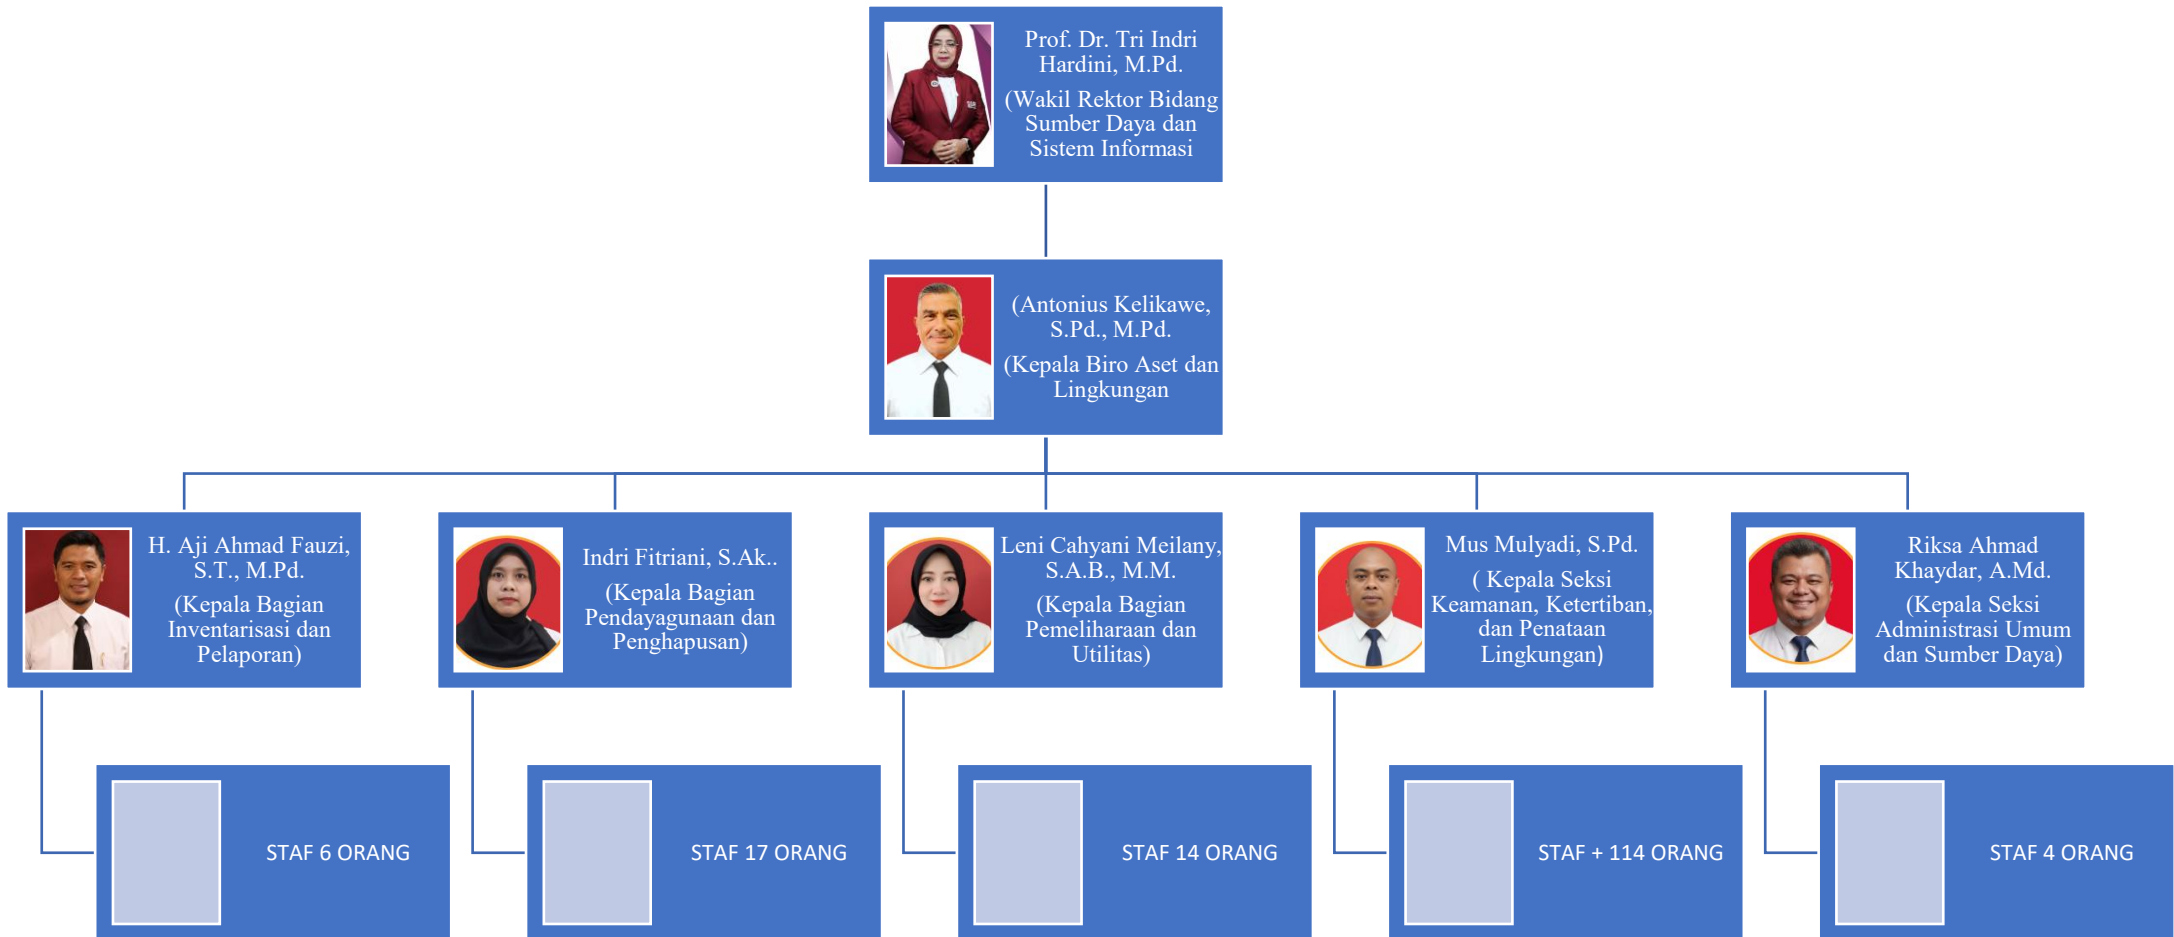 Prof. Dr. Tri Indri
Hardini, M.Pd.
(Wakil Rektor Bidang
Sumber Daya dan
Sistem Informasi
(Antonius Kelikawe,
S.Pd., M.Pd.
(Kepala Biro Aset dan
Lingkungan
H. Aji Ahmad Fauzi,
S.T., M.Pd.
(Kepala Bagian
Inventarisasi dan
Pelaporan)
Indri Fitriani, S.Ak..
(Kepala Bagian
Pendayagunaan dan
Penghapusan)
Leni Cahyani Meilany,
S.A.B., M.M.
(Kepala Bagian
Pemeliharaan dan
Utilitas)
Mus Mulyadi, S.Pd.
( Kepala Seksi
Keamanan, Ketertiban,
dan Penataan
Lingkungan)
Riksa Ahmad
Khaydar, A.Md.
(Kepala Seksi
Administrasi Umum
dan Sumber Daya)
STAF 6 ORANG
STAF 17 ORANG
STAF 14 ORANG
STAF + 114 ORANG
STAF 4 ORANG